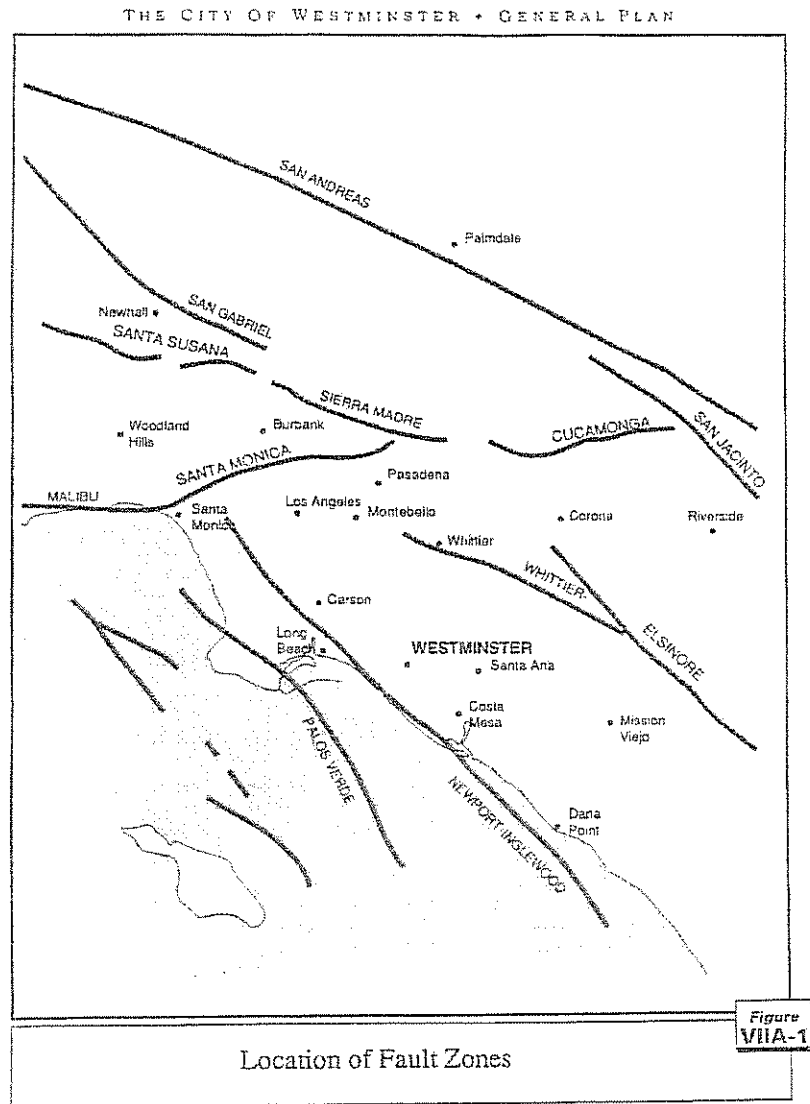 THE CITY OF WESTMINSTER • GENERAL PLAN
SAN ANDREAS
Palmdale
Newhall
SAN GABRIEL
SANTA SUSANA
SIERRA MADRE
Woodland
Hills
Burbank
CUCAMONGA
SAN JACINTO
SANTA MONICA
Pasadena
MALIBU
Santa
Monica
Los Angeles
Montebello
Corona
Riverside
Whittier
WHITTIER-
ELSINORE
Carson
Long
Beach
WESTMINSTER
Santa Ana
Costa
Mesa
Mission
Viejo
PALOS VERDE
NEWPORT-INGLEWOOD
Dana
Point
Figure
VIIA-1
Location of Fault Zones